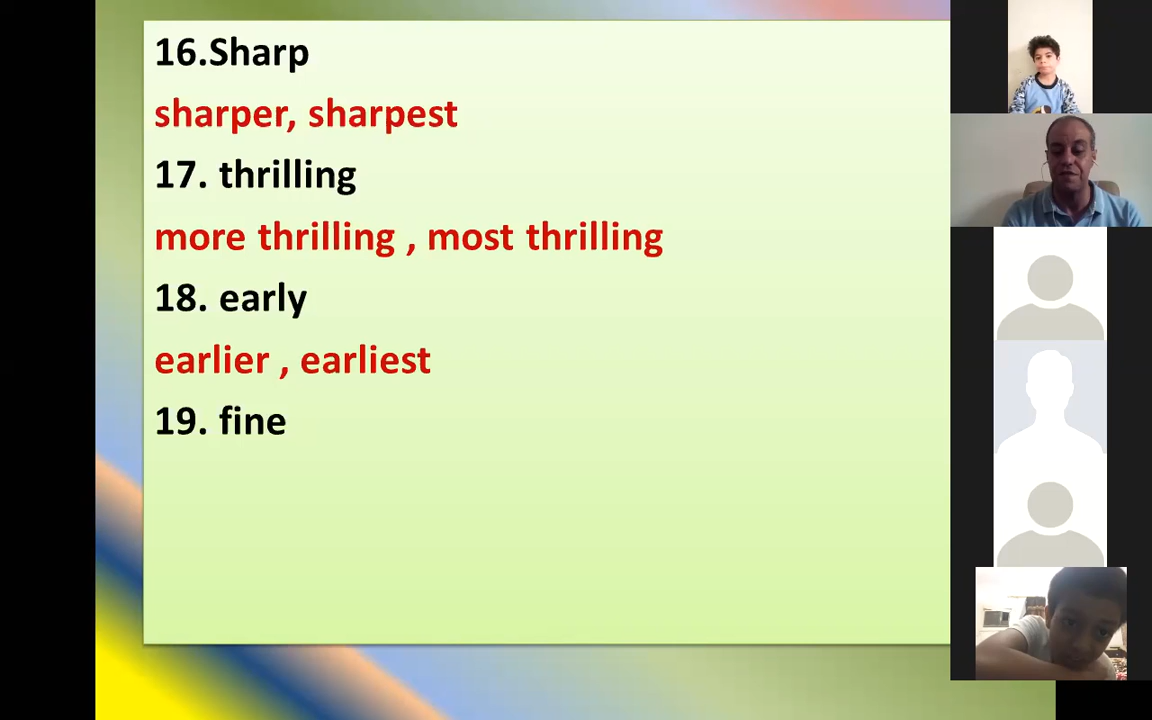 16.Sharp
sharper, sharpest
17. thrilling
more thrilling , most thrilling
18. early
earlier , earliest
19. fine